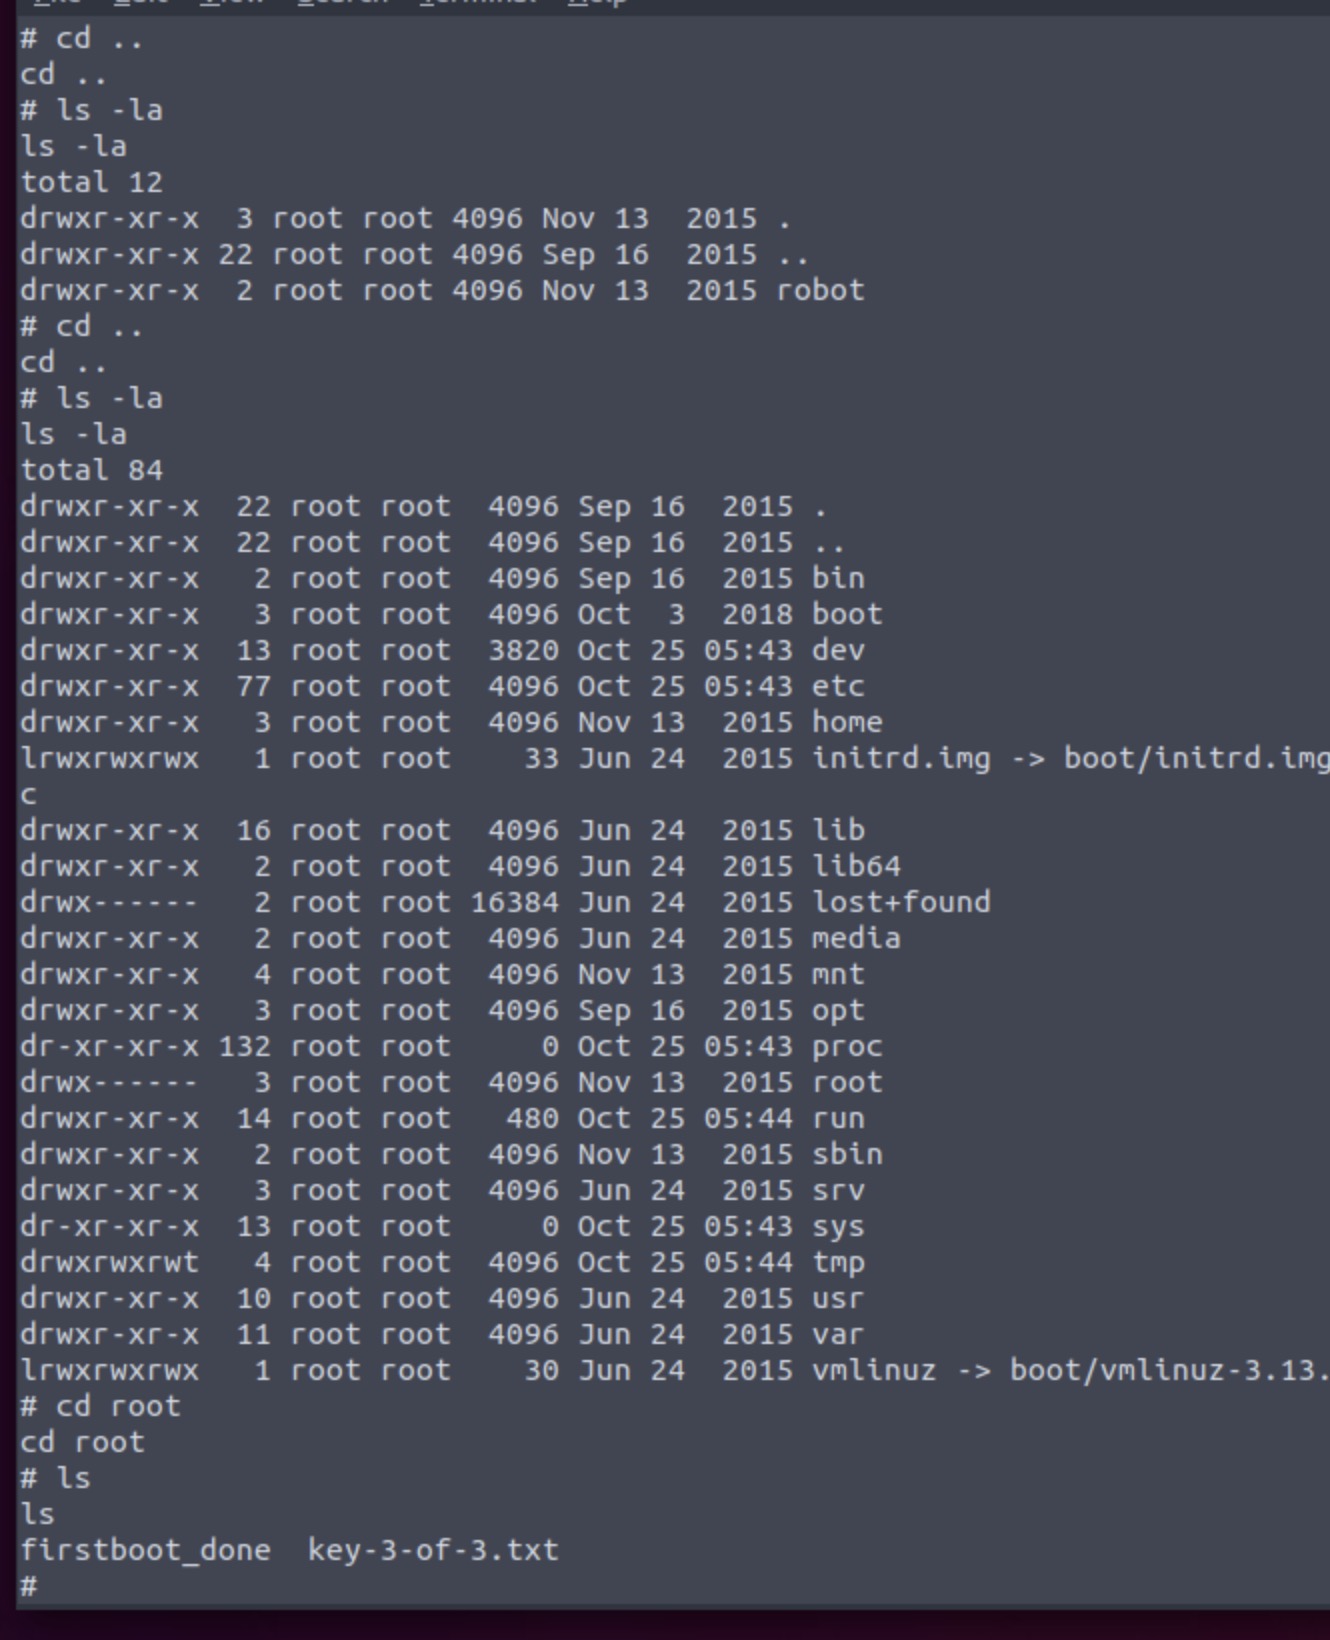 # cd ..
cd ..
# ls -la
ls -la
total 12
drwxr-xr-x  3 root root 4096 Nov 13  2015 .
drwxr-xr-x 22 root root 4096 Sep 16  2015 ..
drwxr-xr-x  2 root root 4096 Nov 13  2015 robot
# cd ..
cd ..
# ls -la
ls -la
total 84
drwxr-xr-x  22 root root  4096 Sep 16  2015 .
drwxr-xr-x  22 root root  4096 Sep 16  2015 ..
drwxr-xr-x   2 root root  4096 Sep 16  2015 bin
drwxr-xr-x   3 root root  4096 Oct  3  2018 boot
drwxr-xr-x  13 root root  3820 Oct 25 05:43 dev
drwxr-xr-x  77 root root  4096 Oct 25 05:43 etc
drwxr-xr-x   3 root root  4096 Nov 13  2015 home
lrwxrwxrwx   1 root root    33 Jun 24  2015 initrd.img -> boot/initrd.img
c
drwxr-xr-x  16 root root  4096 Jun 24  2015 lib
drwxr-xr-x   2 root root  4096 Jun 24  2015 lib64
drwx------   2 root root 16384 Jun 24  2015 lost+found
drwxr-xr-x   2 root root  4096 Jun 24  2015 media
drwxr-xr-x   4 root root  4096 Nov 13  2015 mnt
drwxr-xr-x   3 root root  4096 Sep 16  2015 opt
dr-xr-xr-x 132 root root     0 Oct 25 05:43 proc
drwx------   3 root root  4096 Nov 13  2015 root
drwxr-xr-x  14 root root   480 Oct 25 05:44 run
drwxr-xr-x   2 root root  4096 Nov 13  2015 sbin
drwxr-xr-x   3 root root  4096 Jun 24  2015 srv
dr-xr-xr-x  13 root root     0 Oct 25 05:43 sys
drwxrwxrwt   4 root root  4096 Oct 25 05:44 tmp
drwxr-xr-x  10 root root  4096 Jun 24  2015 usr
drwxr-xr-x  11 root root  4096 Jun 24  2015 var
lrwxrwxrwx   1 root root    30 Jun 24  2015 vmlinuz -> boot/vmlinuz-3.13.
# cd root
cd root
# ls
ls
firstboot_done  key-3-of-3.txt
#